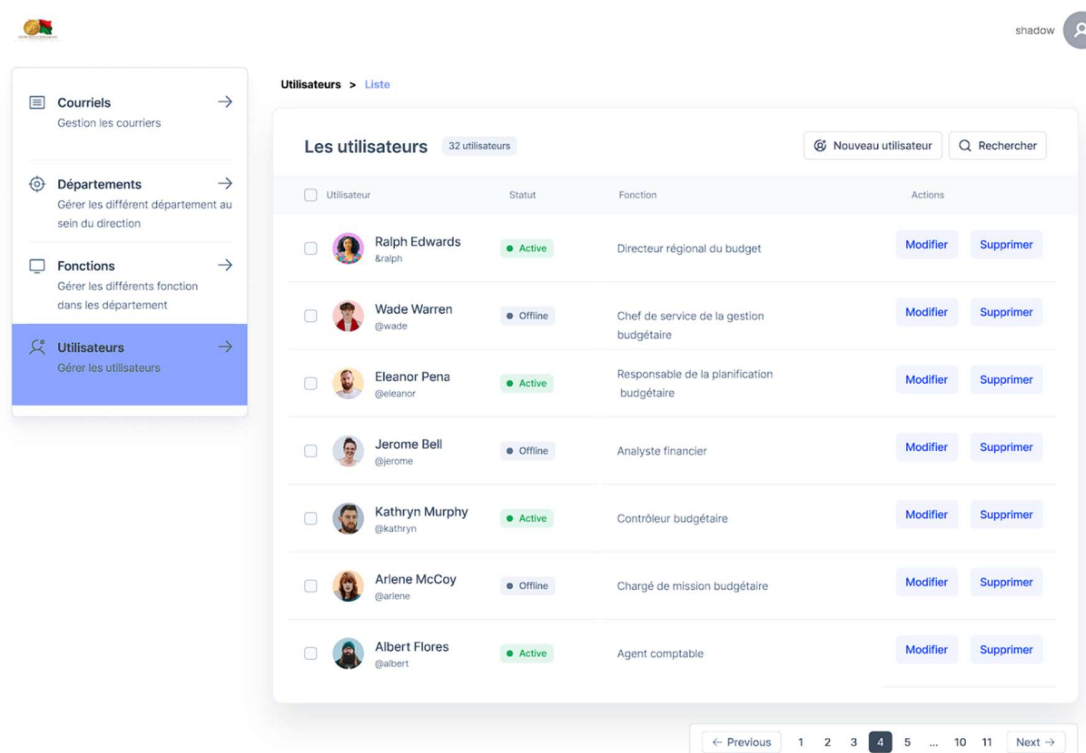 shadow
Courriels
Gestion les courriers
Départements
Gérer les différent département au
sein du direction
Fonctions
Gérer les différents fonction
dans les département
Utilisateurs
Gérer les utilisateurs
Utilisateurs > Liste
Les utilisateurs 32 utilisateurs Nouveau utilisateur Rechercher
Utilisateur Statut Fonction Actions
Ralph Edwards
&ralph
Active
Directeur régional du budget
Modifier Supprimer
Wade Warren
@wade
Offline
Chef de service de la gestion
budgétaire
Modifier Supprimer
Eleanor Pena
@eleanor
Active
Responsable de la planification
budgétaire
Modifier Supprimer
Jerome Bell
@jerome
Offline
Analyste financier
Modifier Supprimer
Kathryn Murphy
@kathryn
Active
Contrôleur budgétaire
Modifier Supprimer
Arlene McCoy
@arlene
Offline
Chargé de mission budgétaire
Modifier Supprimer
Albert Flores
@albert
Active
Agent comptable
Modifier Supprimer
← Previous 1 2 3 4 5 ... 10 11 Next →